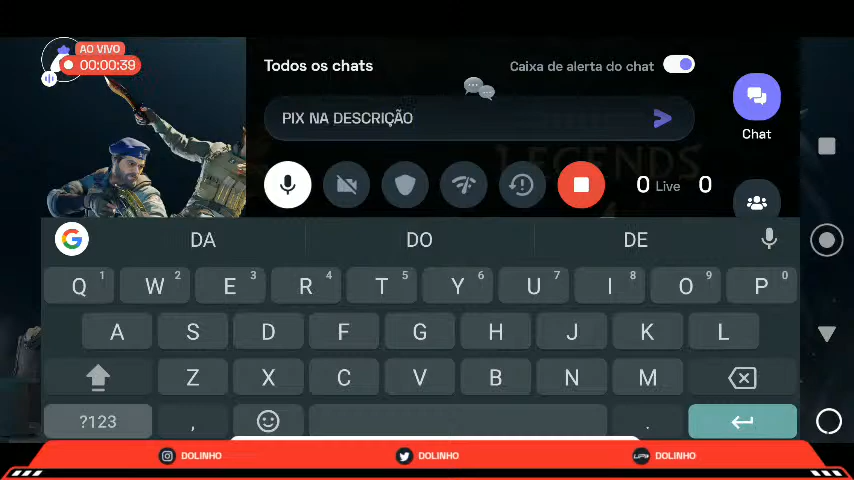 AO VIVO
00:00:39
Todos os chats
Caixa de alerta do chat
PIX NA DESCRIÇÃO
Chat
LEGENDS
0 Live 0
DA DO DE
Q 1 W 2 E 3 R 4 T 5 Y 6 U 7 I 8 O 9 P 0
A S D F G H J K L
Z X C V B N M
?123 , .
DOLINHO DOLINHO DOLINHO